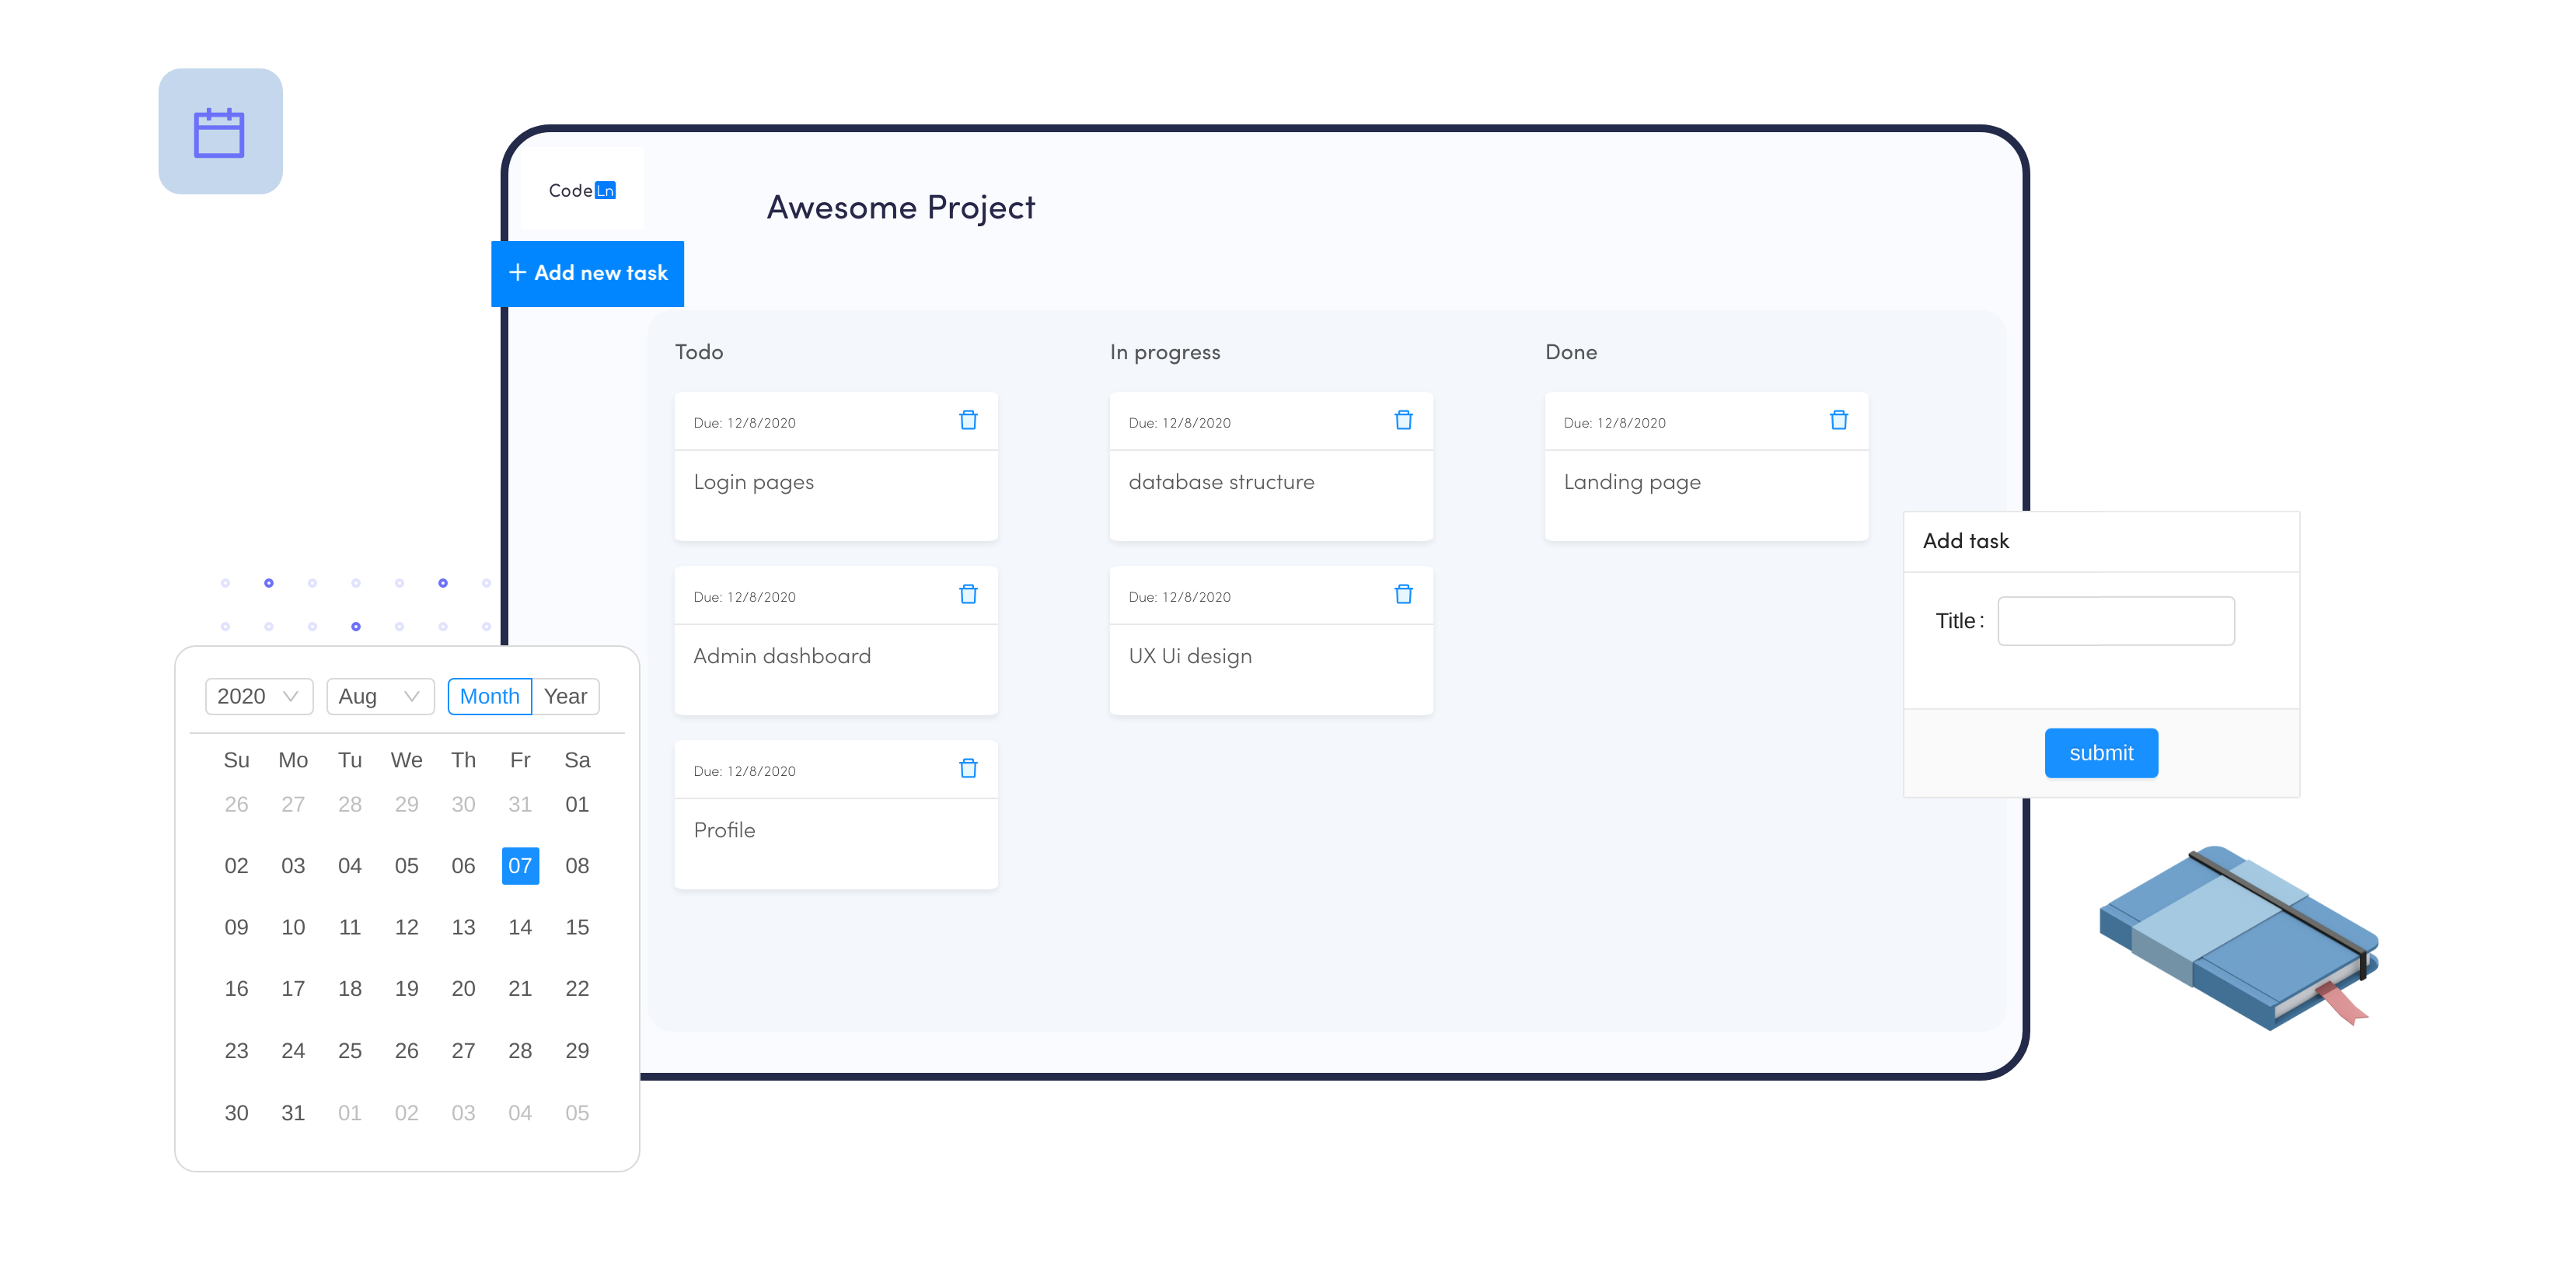 CodeLn
Awesome Project
+ Add new task
Todo
Due: 12/8/2020
Login pages
Due: 12/8/2020
Admin dashboard
Due: 12/8/2020
Profile
In progress
Due: 12/8/2020
database structure
Due: 12/8/2020
UX Ui design
Done
Due: 12/8/2020
Landing page
Add task
Title:
submit
2020 Aug Month Year
Su Mo Tu We Th Fr Sa
26 27 28 29 30 31 01
02 03 04 05 06 07 08
09 10 11 12 13 14 15
16 17 18 19 20 21 22
23 24 25 26 27 28 29
30 31 01 02 03 04 05